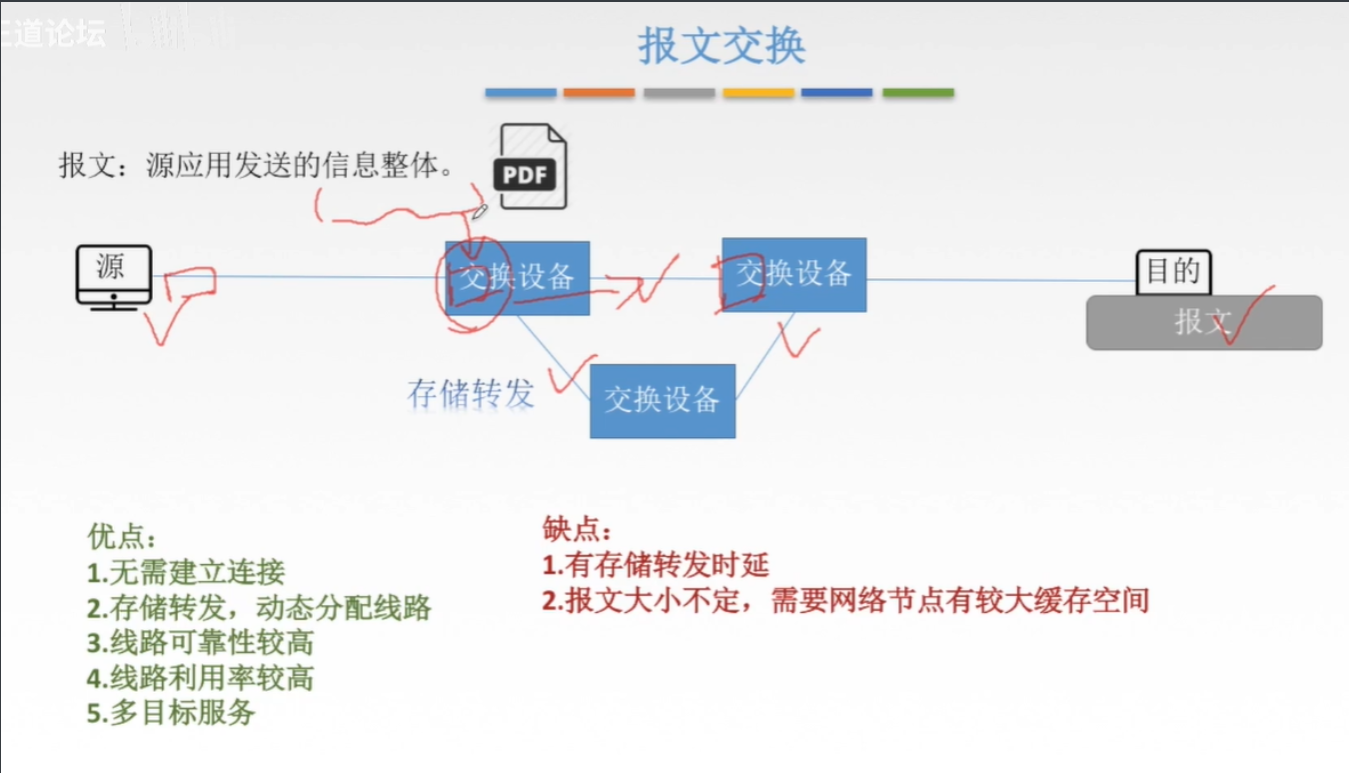 王道论坛
报文交换
报文：源应用发送的信息整体。
PDF
源
交换设备
交换设备
目的
报文
存储转发
交换设备
优点：
1.无需建立连接
2.存储转发，动态分配线路
3.线路可靠性较高
4.线路利用率较高
5.多目标服务
缺点：
1.有存储转发时延
2.报文大小不定，需要网络节点有较大缓存空间